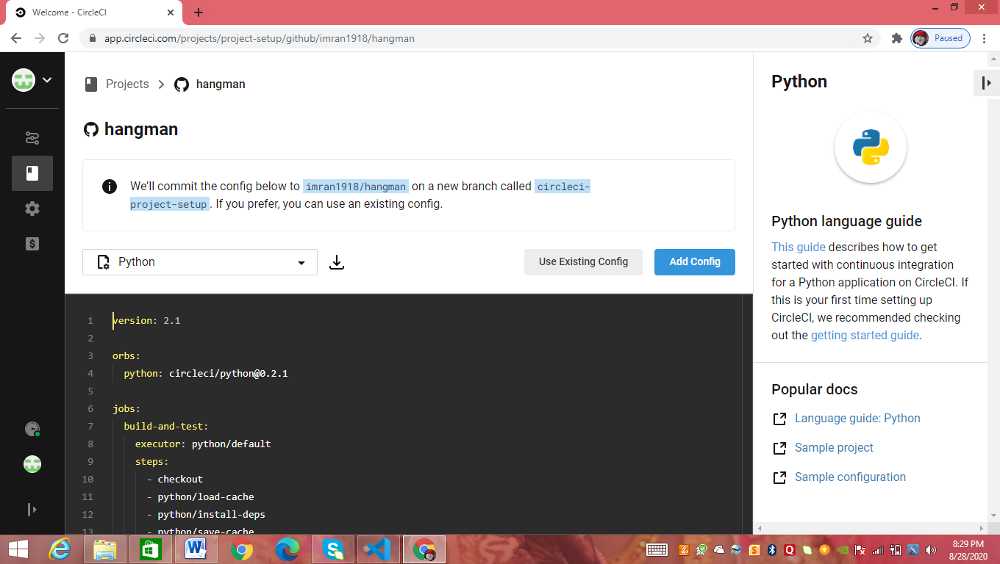 Welcome - CircleCI
app.circleci.com/projects/project-setup/github/imran1918/hangman
Paused
Projects
hangman
hangman
We'll commit the config below to imran1918/hangman on a new branch called circleci-
project-setup. If you prefer, you can use an existing config.
Python
Use Existing Config
Add Config
1 version: 2.1
2
3 orbs:
4 python: circleci/python@0.2.1
5
6 jobs:
7 build-and-test:
8 executor: python/default
9 steps:
10 - checkout
11 - python/load-cache
12 - python/install-deps
13 - python/save-cache
Python
Python language guide
This guide describes how to get
started with continuous integration
for a Python application on CircleCI. If
this is your first time setting up
CircleCI, we recommended checking
out the getting started guide.
Popular docs
Language guide: Python
Sample project
Sample configuration
8:29 PM
8/28/2020